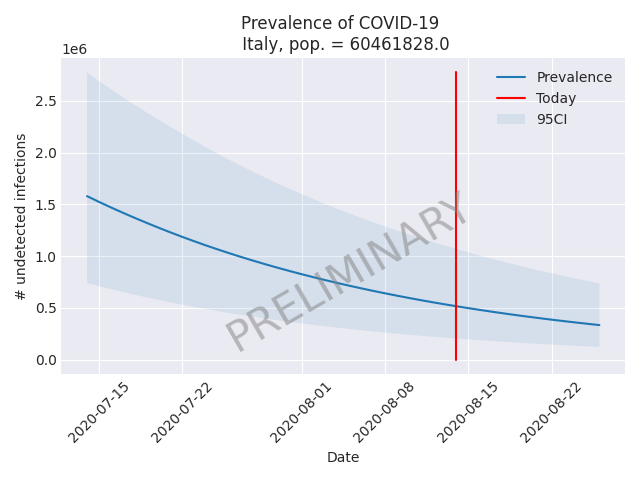 Prevalence of COVID-19
Italy, pop. = 60461828.0
1e6
Prevalence
Today
95CI
2.5
2.0
1.5
1.0
0.5
0.0
# undetected infections
PRELIMINARY
2020-07-15
2020-07-22
2020-08-01
2020-08-08
2020-08-15
2020-08-22
Date